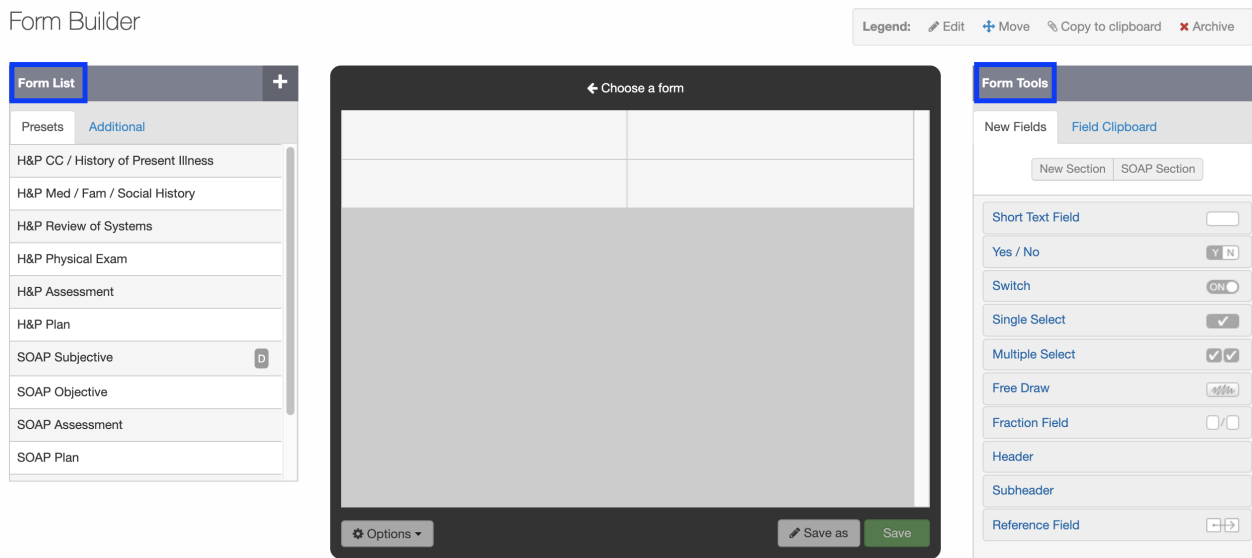 Form Builder
Legend: Edit Move Copy to clipboard Archive
Form List
Presets Additional
H&P CC / History of Present Illness
H&P Med / Fam / Social History
H&P Review of Systems
H&P Physical Exam
H&P Assessment
H&P Plan
SOAP Subjective D
SOAP Objective
SOAP Assessment
SOAP Plan
Choose a form
Options
Save as
Save
Form Tools
New Fields Field Clipboard
New Section SOAP Section
Short Text Field
Yes / No Y N
Switch ON
Single Select
Multiple Select
Free Draw
Fraction Field /
Header
Subheader
Reference Field